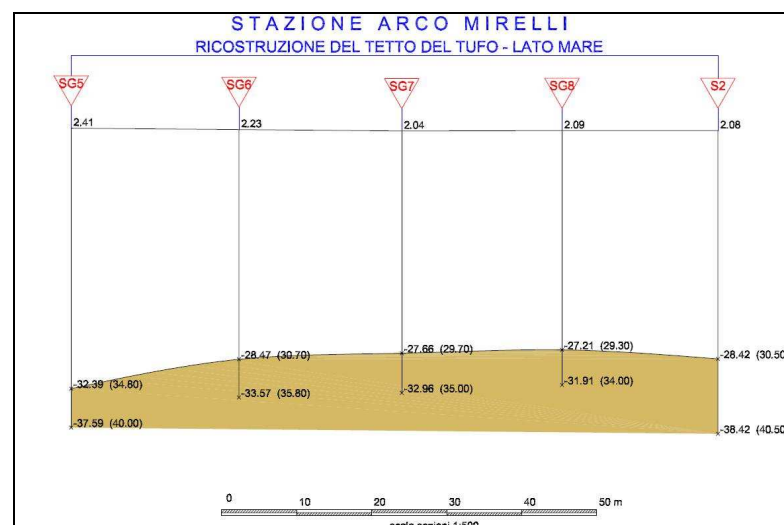 STAZIONE ARCO MIRELLI
RICOSTRUZIONE DEL TETTO DEL TUFO - LATO MARE
SG5 SG6 SG7 SG8 S2
2.41 2.23 2.04 2.09 2.08
-27.66 (29.70) -27.21 (29.30)
-28.47 (30.70) -28.42 (30.50
-32.39 (34.80) -33.57 (35.80) -32.96 (35.00) -31.91 (34.00)
-37.59 (40.00) -38.42 (40.50
0 10 20 30 40 50 m